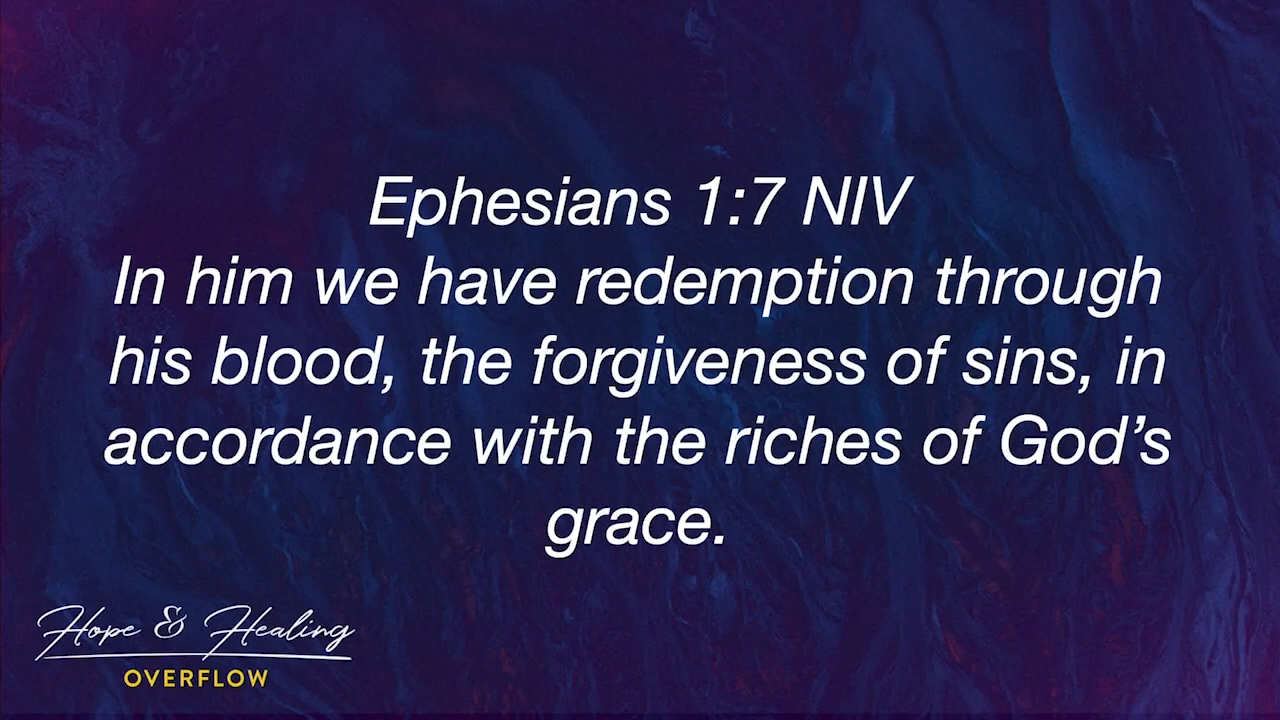 Ephesians 1:7 NIV
In him we have redemption through
his blood, the forgiveness of sins, in
accordance with the riches of God’s
grace.
Hope & Healing
OVERFLOW